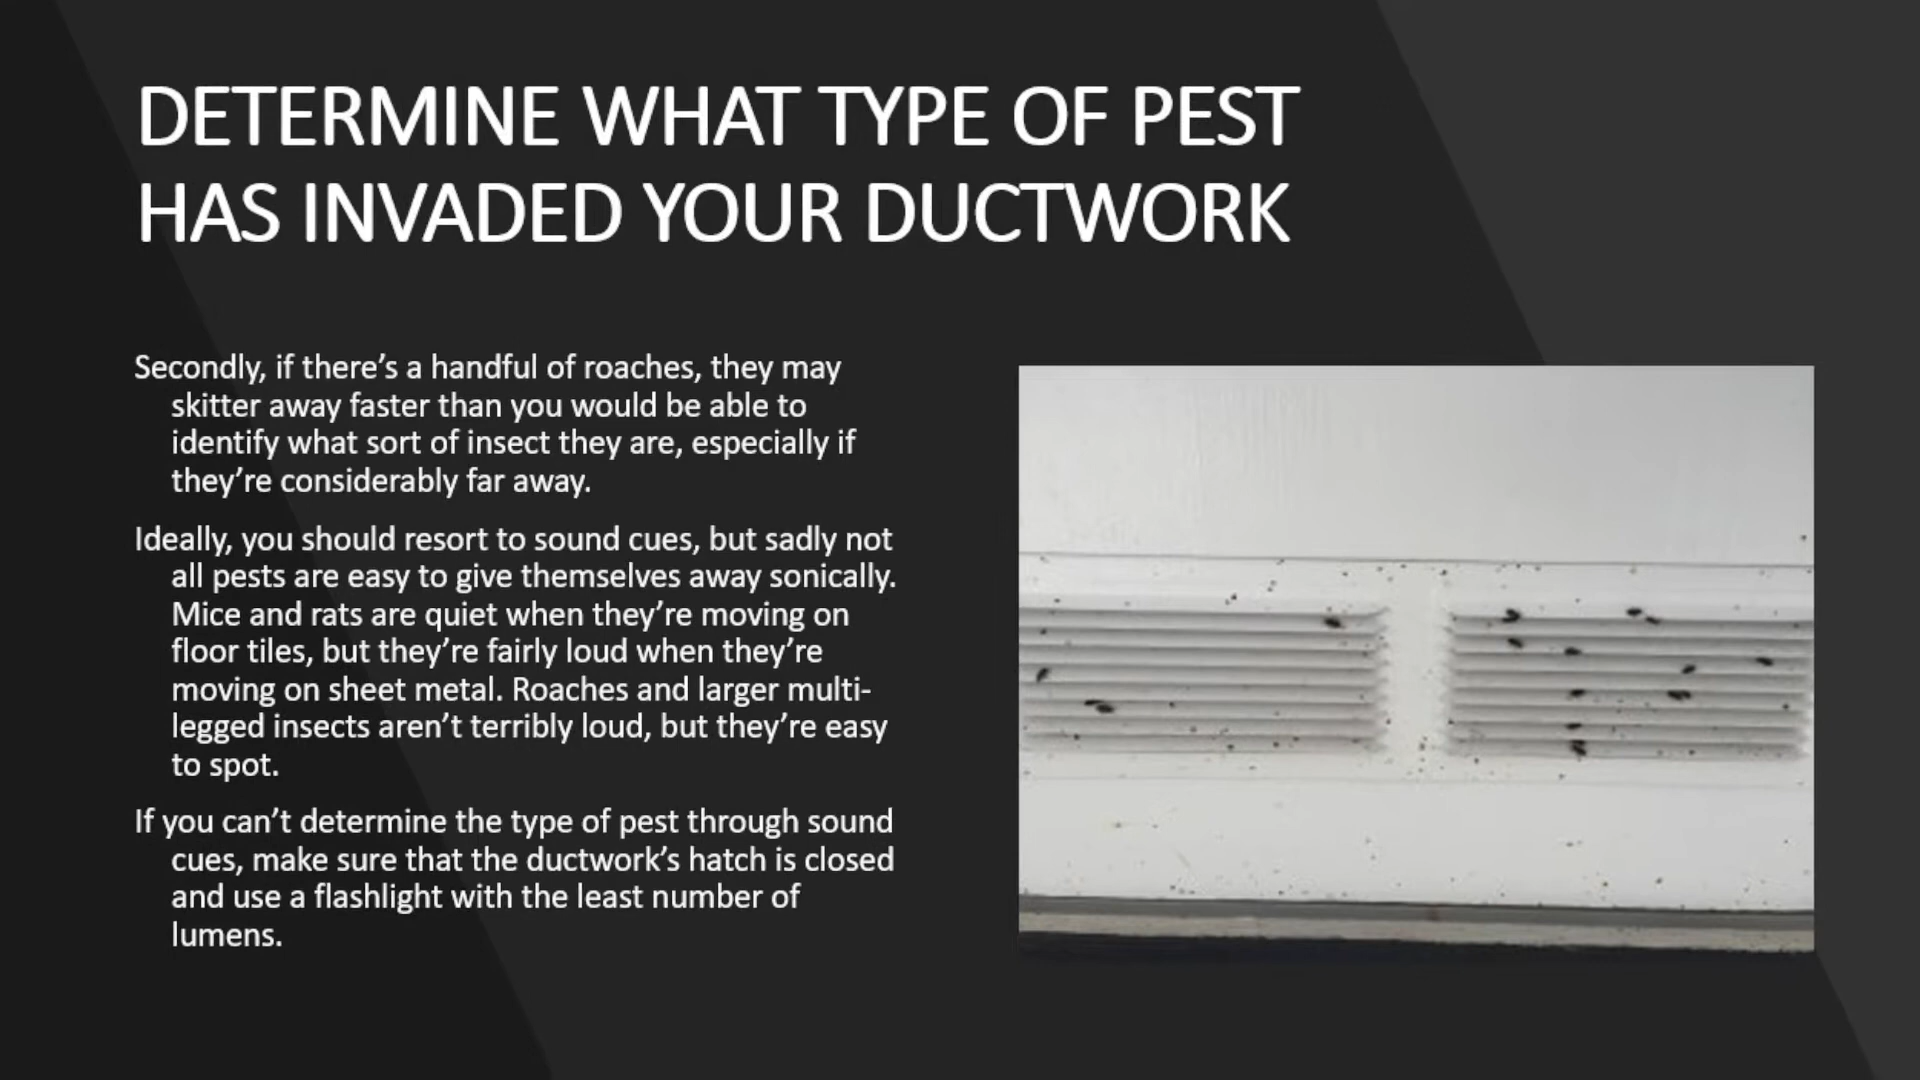 DETERMINE WHAT TYPE OF PEST
HAS INVADED YOUR DUCTWORK
Secondly, if there’s a handful of roaches, they may
skitter away faster than you would be able to
identify what sort of insect they are, especially if
they’re considerably far away.
Ideally, you should resort to sound cues, but sadly not
all pests are easy to give themselves away sonically.
Mice and rats are quiet when they’re moving on
floor tiles, but they’re fairly loud when they’re
moving on sheet metal. Roaches and larger multi-
legged insects aren’t terribly loud, but they’re easy
to spot.
If you can’t determine the type of pest through sound
cues, make sure that the ductwork’s hatch is closed
and use a flashlight with the least number of
lumens.